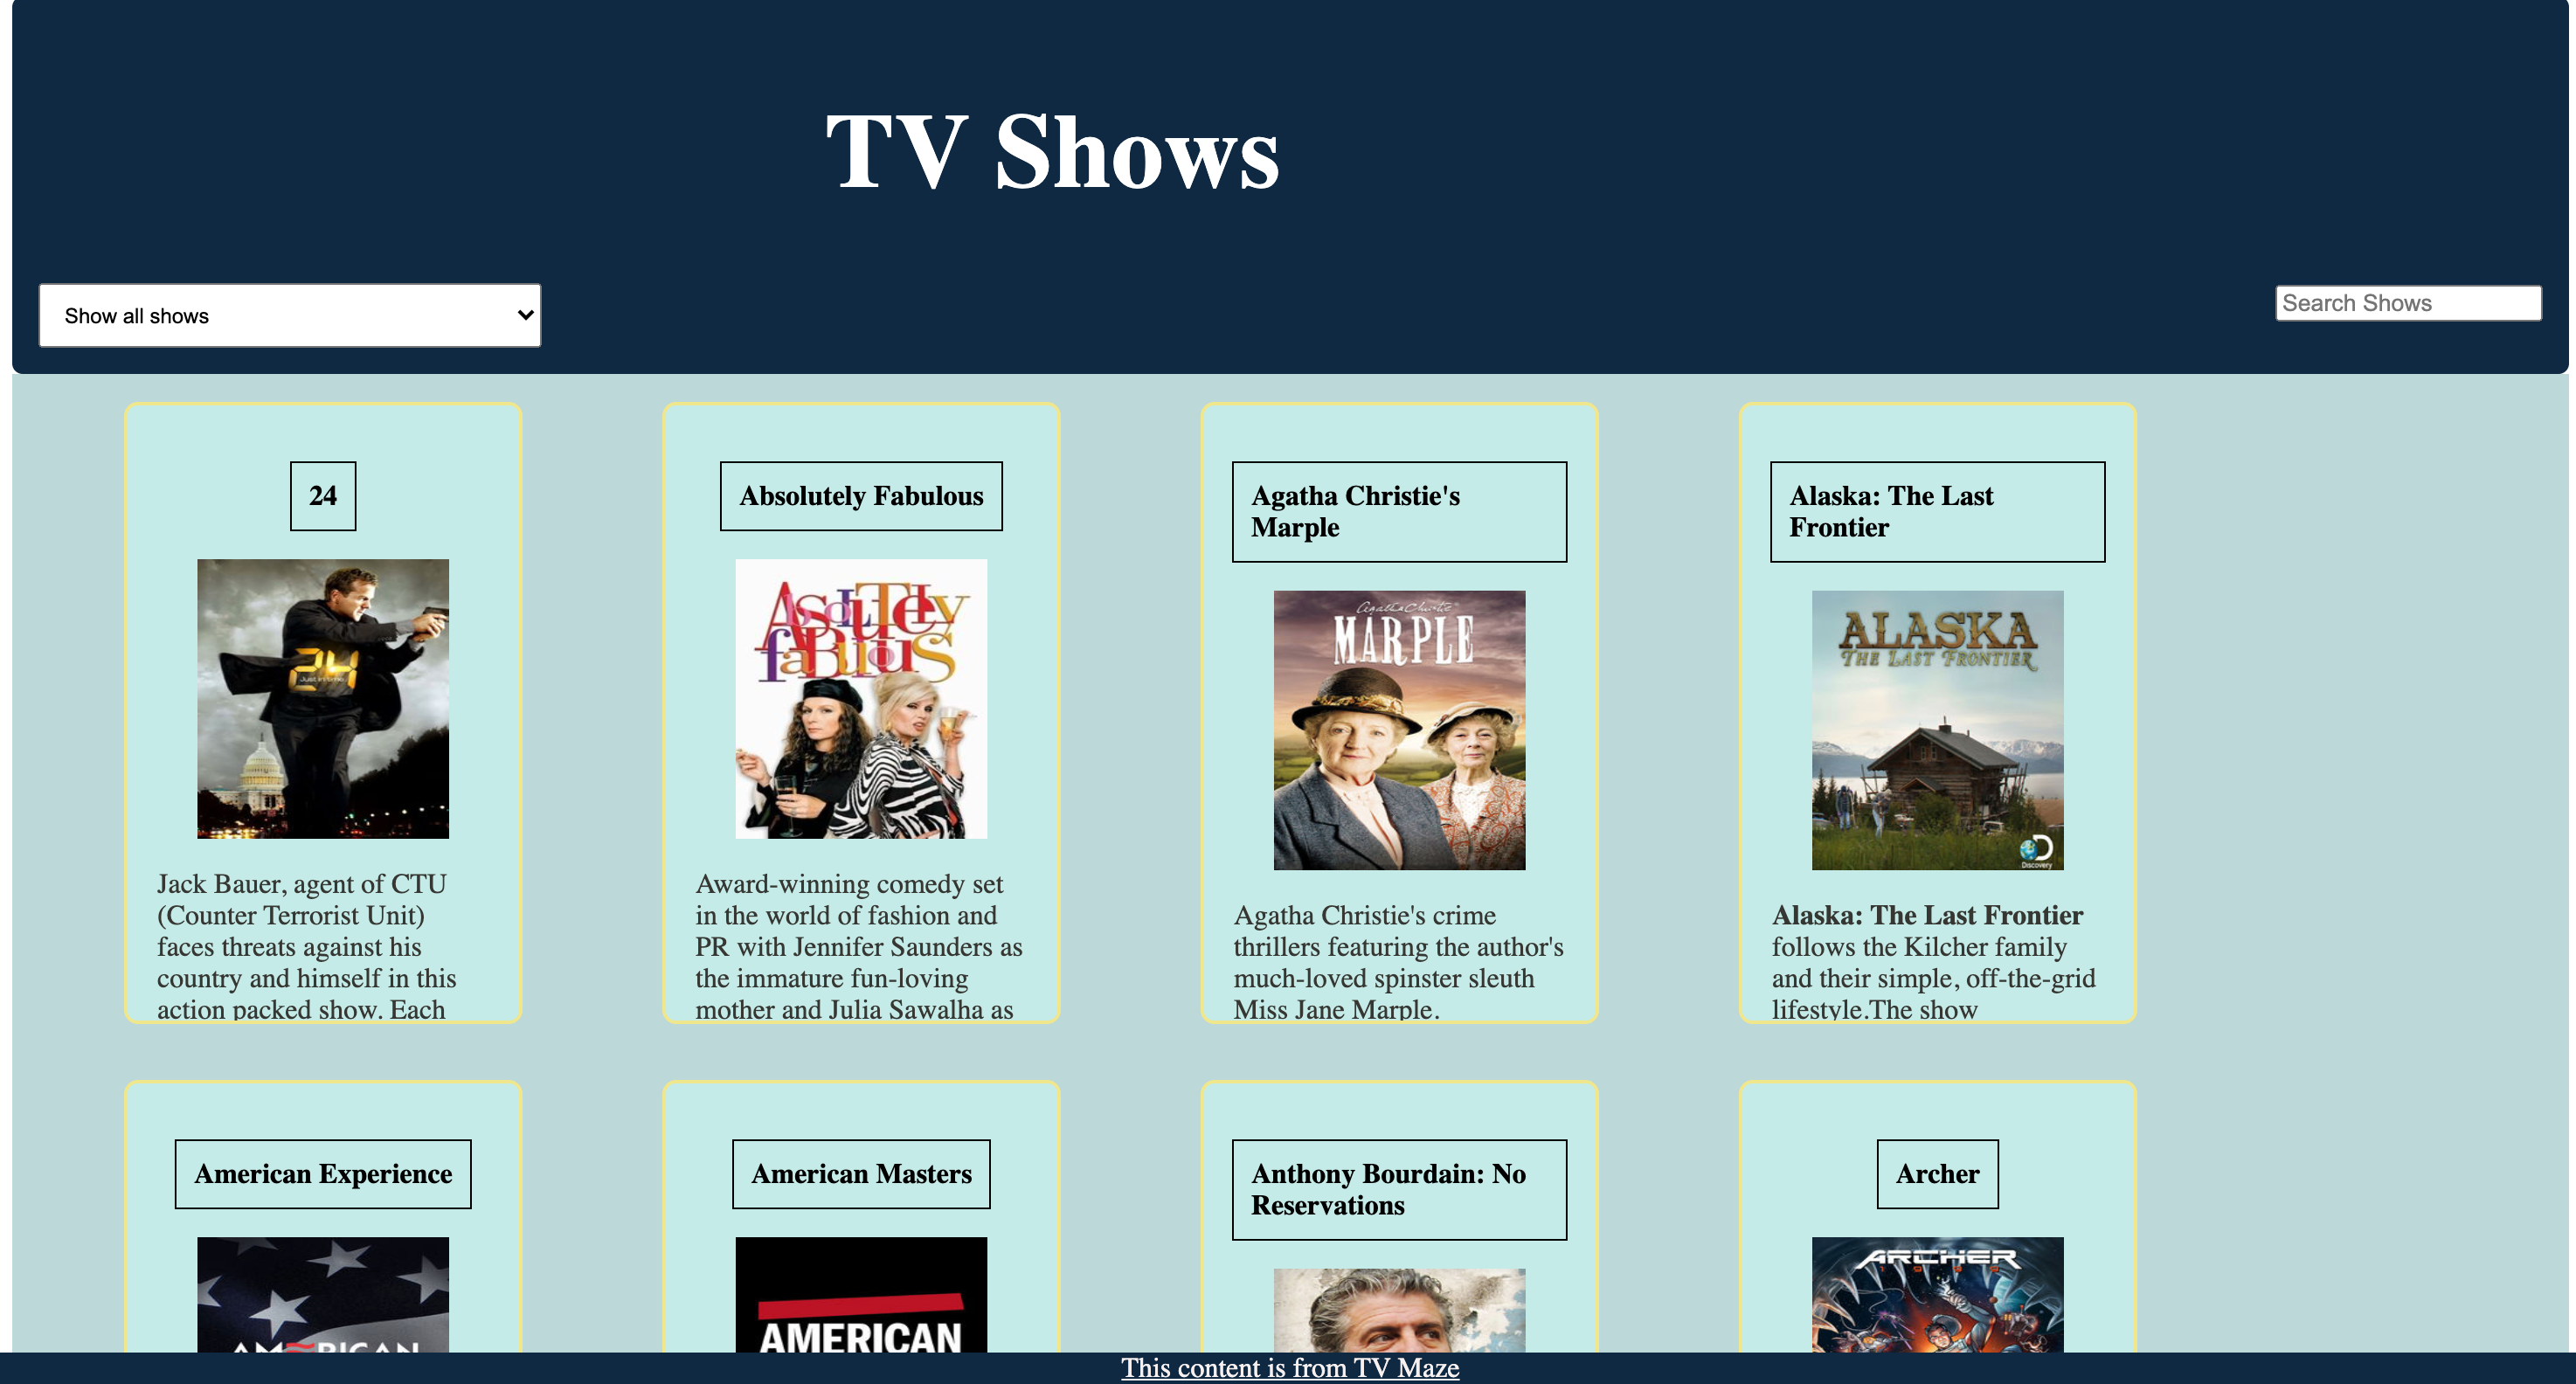 TV Shows
Show all shows
Search Shows
24
Absolutely Fabulous
Agatha Christie's
Marple
Alaska: The Last
Frontier
24
Just in time.
AbSoLUTEly
faBUloUS
Agatha Christie
MARPLE
ALASKA
THE LAST FRONTIER
Discovery
Jack Bauer, agent of CTU
(Counter Terrorist Unit)
faces threats against his
country and himself in this
action packed show. Each
Award-winning comedy set
in the world of fashion and
PR with Jennifer Saunders as
the immature fun-loving
mother and Julia Sawalha as
Agatha Christie's crime
thrillers featuring the author's
much-loved spinster sleuth
Miss Jane Marple.
Alaska: The Last Frontier
follows the Kilcher family
and their simple, off-the-grid
lifestyle.The show
American Experience
American Masters
Anthony Bourdain: No
Reservations
Archer
AMERICAN
AMERICAN
ARCHER
1999
This content is from TV Maze